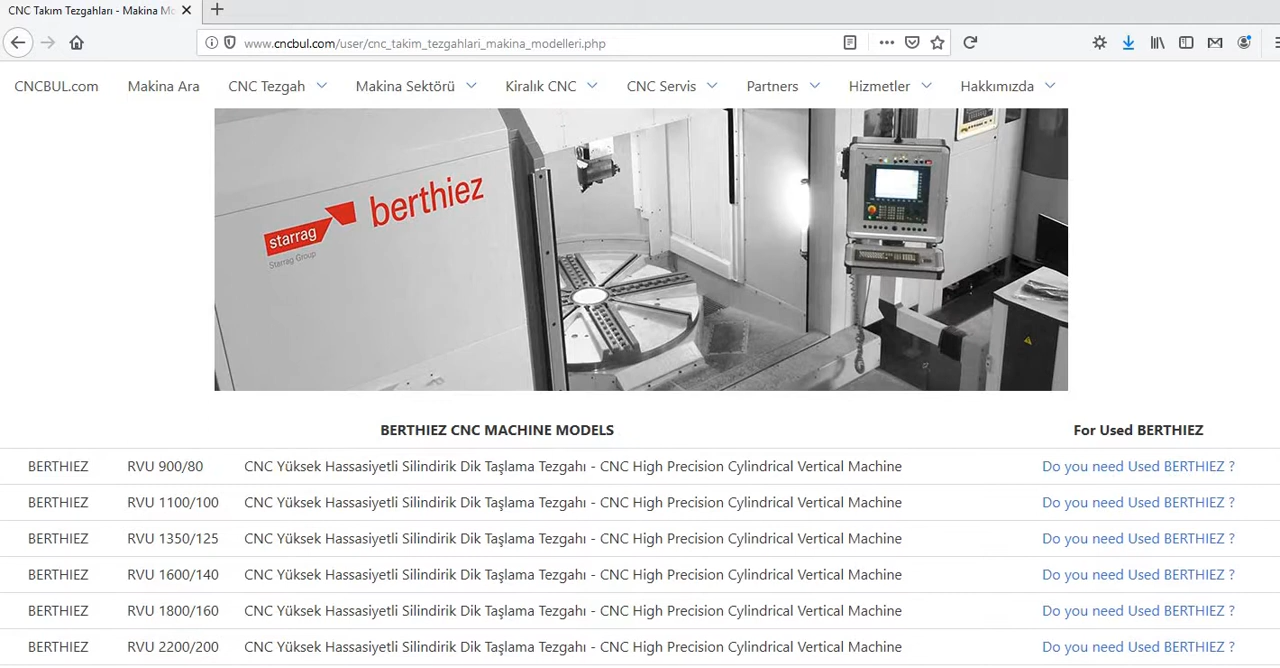 CNC Takım Tezgahları - Makina Mo
www.cncbul.com/user/cnc_takim_tezgahlari_makina_modelleri.php
CNCBUL.com Makina Ara CNC Tezgah Makina Sektörü Kiralık CNC CNC Servis Partners Hizmetler Hakkımızda
starrag berthiez
Starrag Group
BERTHIEZ CNC MACHINE MODELS For Used BERTHIEZ
BERTHIEZ RVU 900/80 CNC Yüksek Hassasiyetli Silindirik Dik Taşlama Tezgahı - CNC High Precision Cylindrical Vertical Machine Do you need Used BERTHIEZ ?
BERTHIEZ RVU 1100/100 CNC Yüksek Hassasiyetli Silindirik Dik Taşlama Tezgahı - CNC High Precision Cylindrical Vertical Machine Do you need Used BERTHIEZ ?
BERTHIEZ RVU 1350/125 CNC Yüksek Hassasiyetli Silindirik Dik Taşlama Tezgahı - CNC High Precision Cylindrical Vertical Machine Do you need Used BERTHIEZ ?
BERTHIEZ RVU 1600/140 CNC Yüksek Hassasiyetli Silindirik Dik Taşlama Tezgahı - CNC High Precision Cylindrical Vertical Machine Do you need Used BERTHIEZ ?
BERTHIEZ RVU 1800/160 CNC Yüksek Hassasiyetli Silindirik Dik Taşlama Tezgahı - CNC High Precision Cylindrical Vertical Machine Do you need Used BERTHIEZ ?
BERTHIEZ RVU 2200/200 CNC Yüksek Hassasiyetli Silindirik Dik Taşlama Tezgahı - CNC High Precision Cylindrical Vertical Machine Do you need Used BERTHIEZ ?